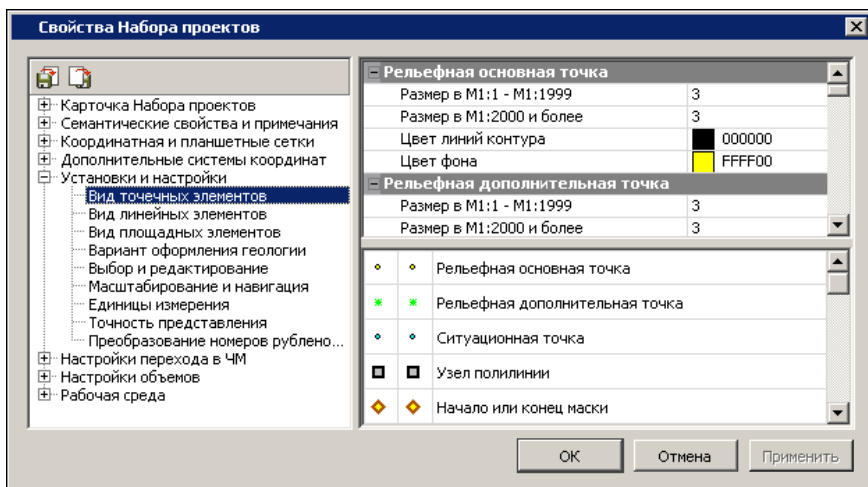 Свойства Набора проектов
Карточка Набора проектов
Семантические свойства и примечания
Координатная и планшетные сетки
Дополнительные системы координат
Установки и настройки
Вид точечных элементов
Вид линейных элементов
Вид площадных элементов
Вариант оформления геологии
Выбор и редактирование
Масштабирование и навигация
Единицы измерения
Точность представления
Преобразование номеров рублено...
Настройки перехода в ЧМ
Настройки объемов
Рабочая среда
Рельефная основная точка
Размер в М1:1 - М1:1999 3
Размер в М1:2000 и более 3
Цвет линий контура 000000
Цвет фона FFFF00
Рельефная дополнительная точка
Размер в М1:1 - М1:1999 3
Размер в М1:2000 и более 3
Рельефная основная точка
Рельефная дополнительная точка
Ситуационная точка
Узел полилинии
Начало или конец маски
ОК
Отмена
Применить